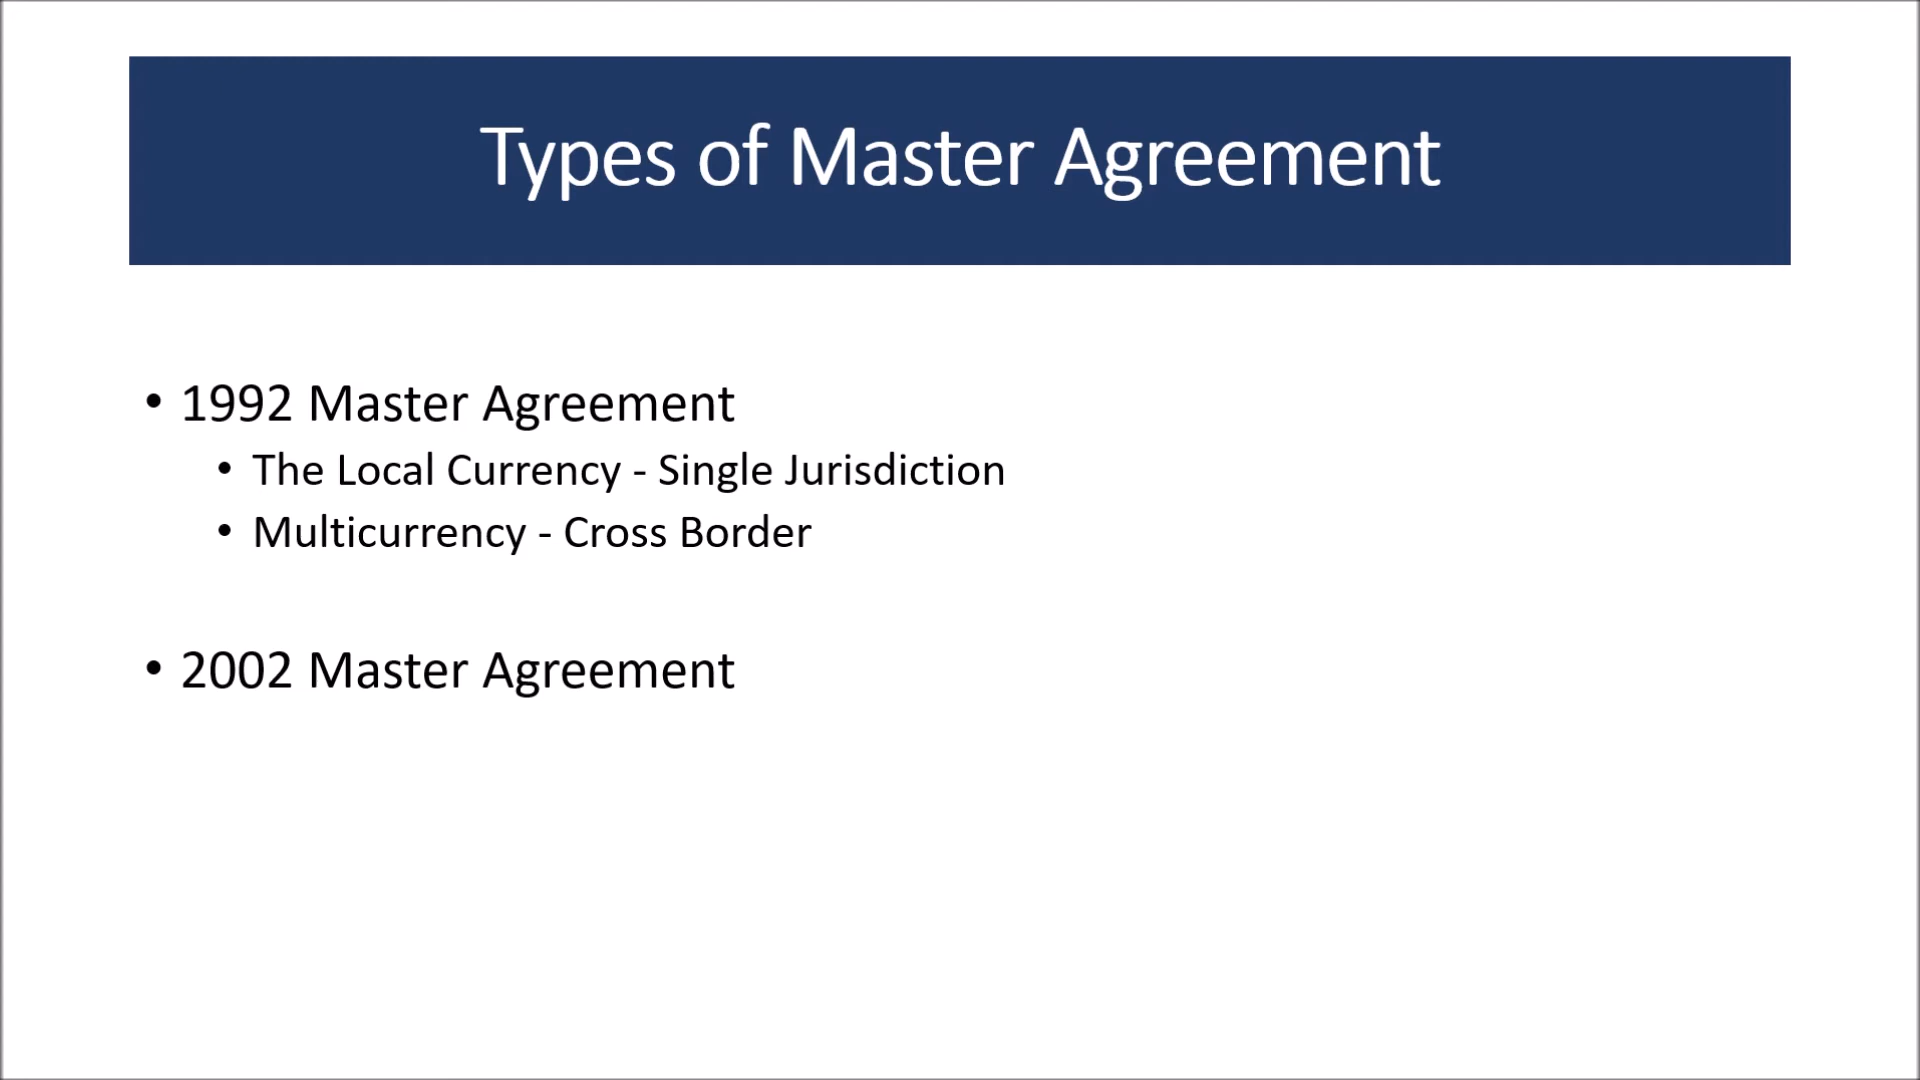 Types of Master Agreement
• 1992 Master Agreement
• The Local Currency - Single Jurisdiction
• Multicurrency - Cross Border
• 2002 Master Agreement